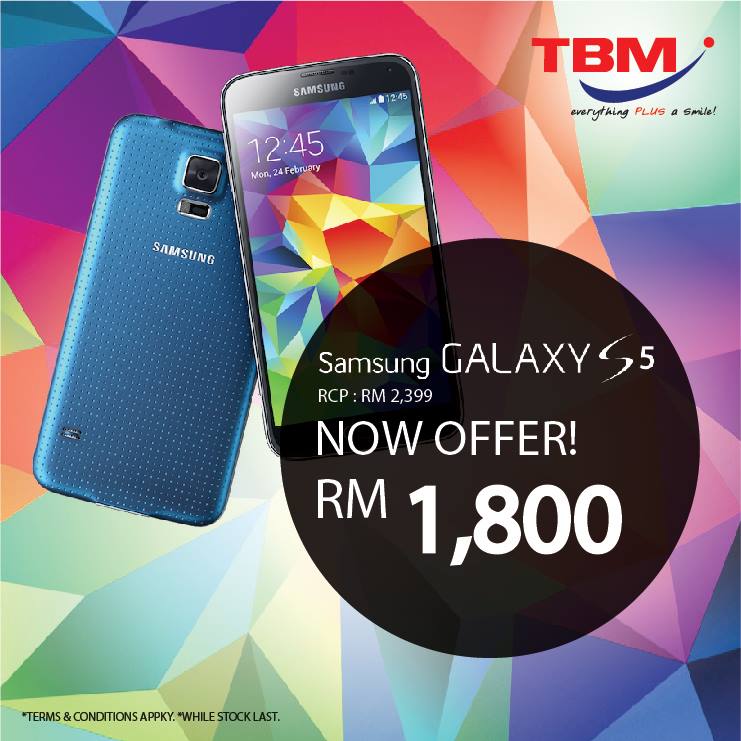 TBM
everything PLUS a smile!
SAMSUNG
12:45
12:45
Mon, 24 February
SAMSUNG
Samsung GALAXY S5
RCP : RM 2,399
NOW OFFER!
RM 1,800
*TERMS & CONDITIONS APPKY. *WHILE STOCK LAST.